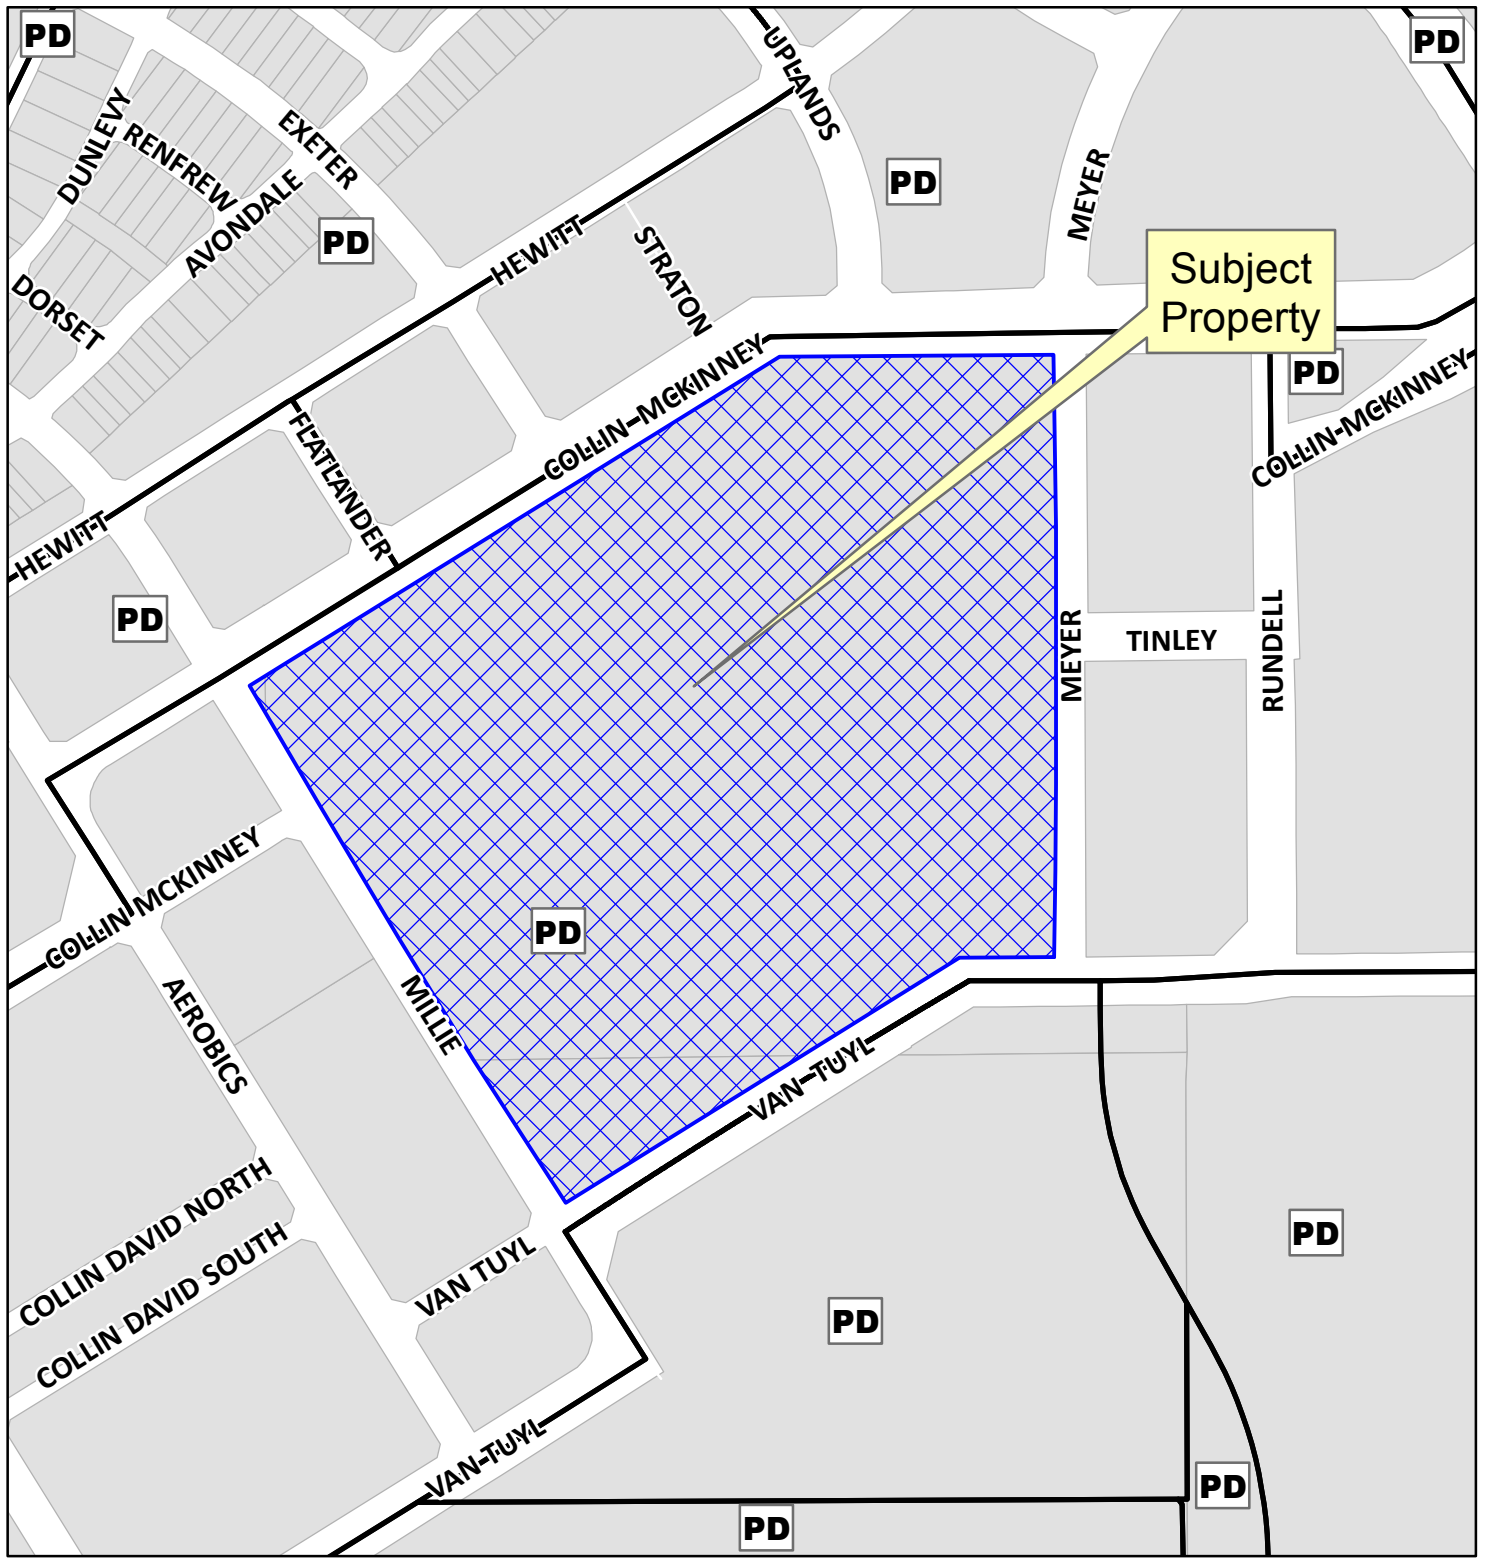 PD
PD
UPLANDS
EXETER
DUNLEVY
RENFREW
AVONDALE
PD
PD
MEYER
HEWITT
STRATON
DORSET
Subject
Property
COLLIN MCKINNEY
PD
COLLIN MCKINNEY
FLATLANDER
HEWITT
PD
MEYER
TINLEY
RUNDELL
COLLIN MCKINNEY
PD
AEROBICS
MILLIE
VAN TUYL
COLLIN DAVID NORTH
COLLIN DAVID SOUTH
VAN TUYL
PD
PD
VAN TUYL
PD
PD